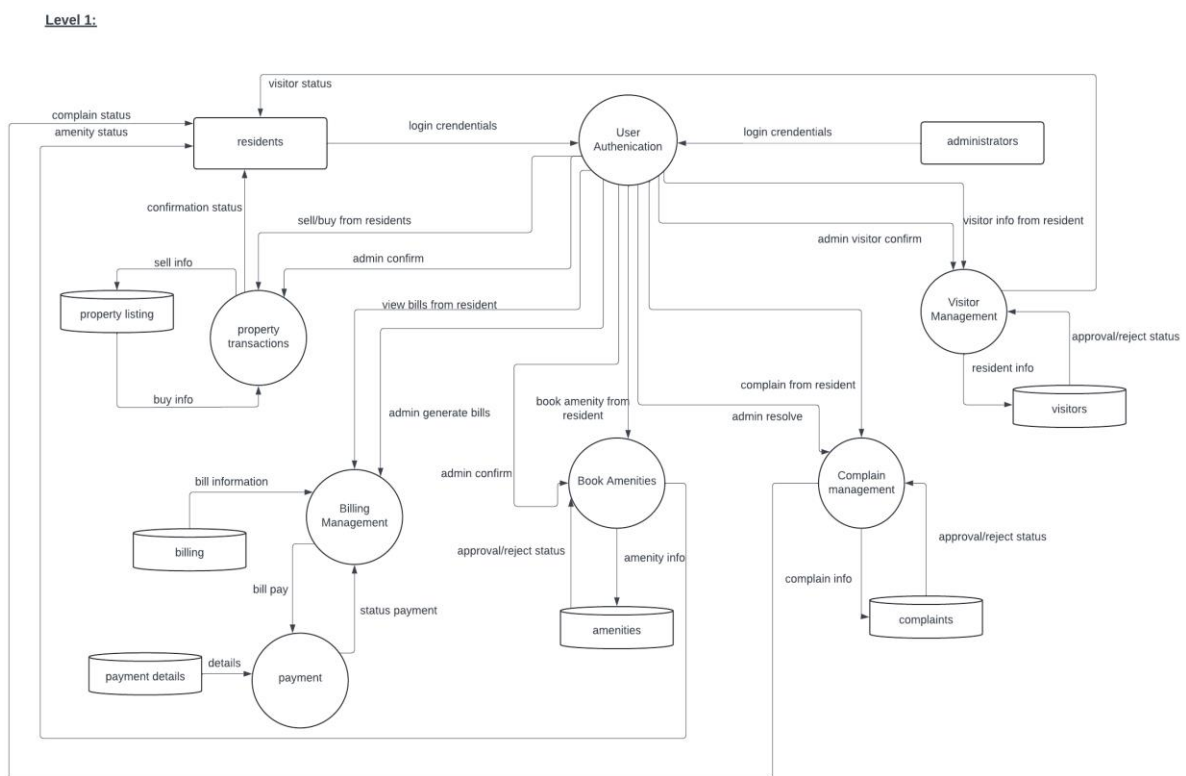 Level 1:
visitor status
complain status
amenity status
residents
login crendentials
User
Authenication
login crendentials
administrators
confirmation status
sell/buy from residents
visitor info from resident
admin visitor confirm
sell info
admin confirm
property listing
view bills from resident
property
transactions
Visitor
Management
approval/reject status
resident info
buy info
admin generate bills
book amenity from
resident
complain from resident
admin resolve
visitors
admin confirm
bill information
Book Amenities
Complain
management
Billing
Management
billing
approval/reject status
amenity info
approval/reject status
complain info
bill pay
status payment
amenities
complaints
details
payment details
payment